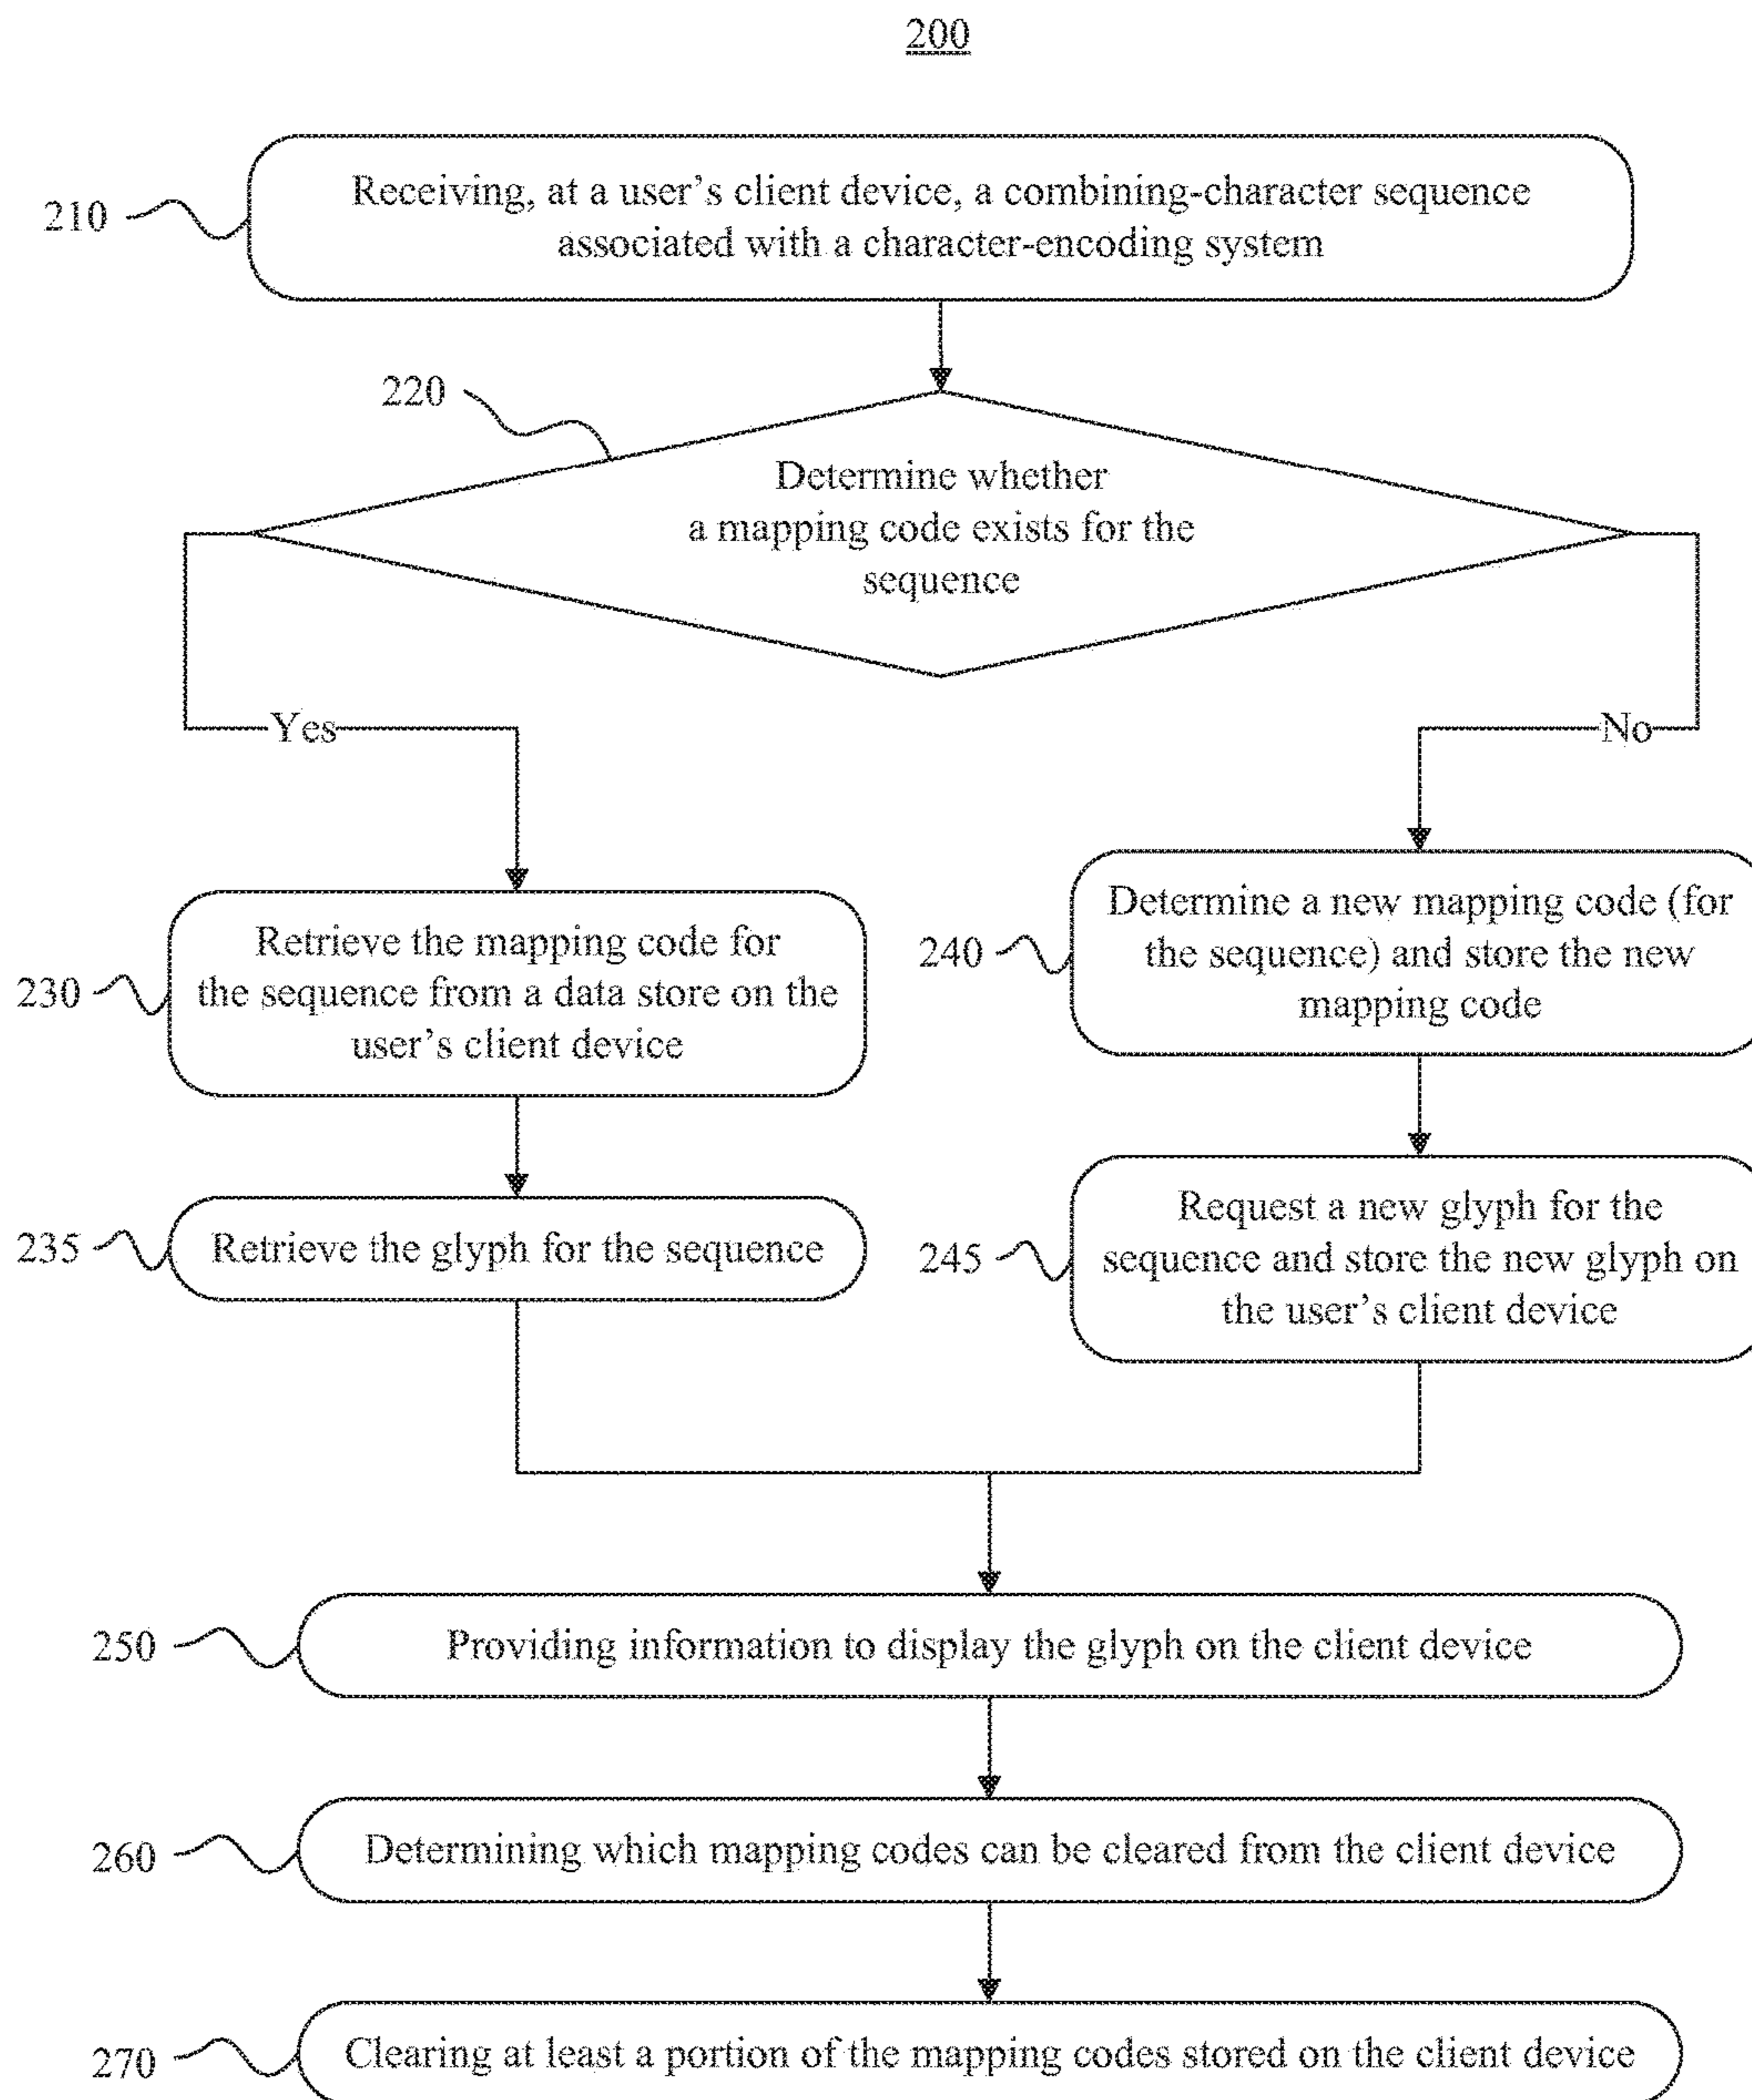 200
210
Receiving, at a user's client device, a combining-character sequence
associated with a character-encoding system
220
Determine whether
a mapping code exists for the
sequence
Yes
No
230
Retrieve the mapping code for
the sequence from a data store on the
user's client device
240
Determine a new mapping code (for
the sequence) and store the new
mapping code
235
Retrieve the glyph for the sequence
245
Request a new glyph for the
sequence and store the new glyph on
the user's client device
250
Providing information to display the glyph on the client device
260
Determining which mapping codes can be cleared from the client device
270
Clearing at least a portion of the mapping codes stored on the client device